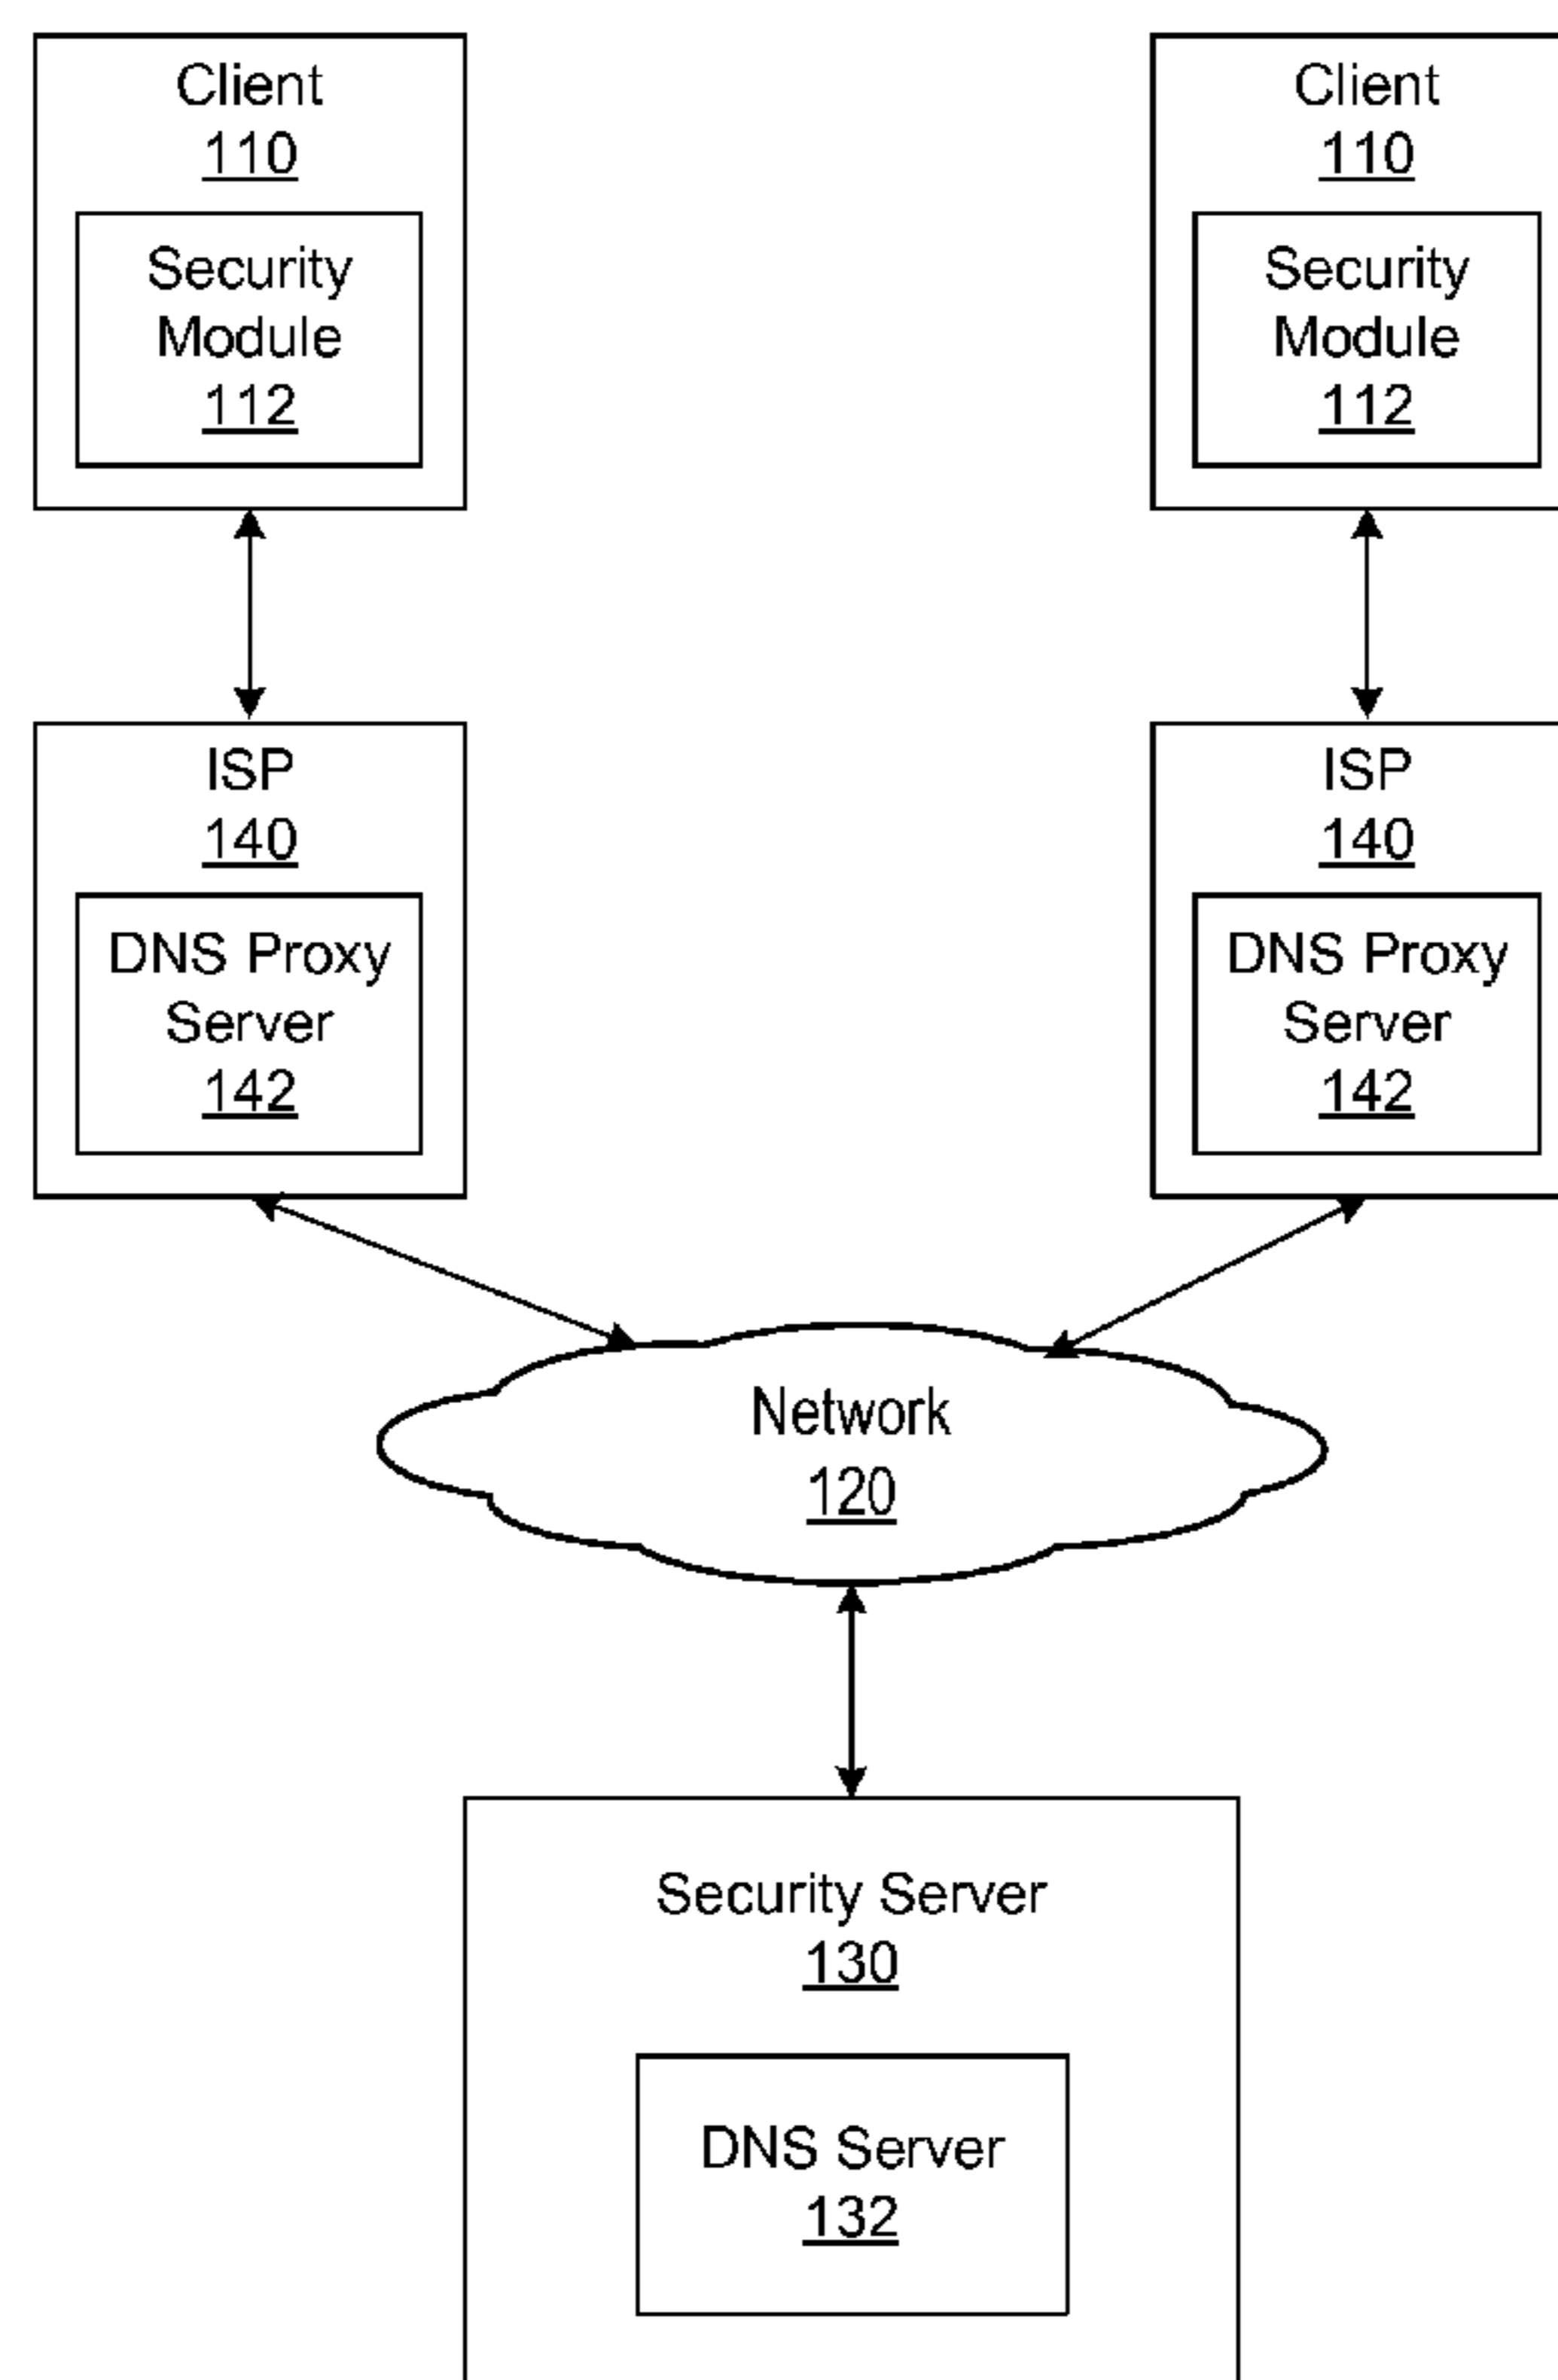 Client
110
Security
Module
112
Client
110
Security
Module
112
ISP
140
DNS Proxy
Server
142
ISP
140
DNS Proxy
Server
142
Network
120
Security Server
130
DNS Server
132